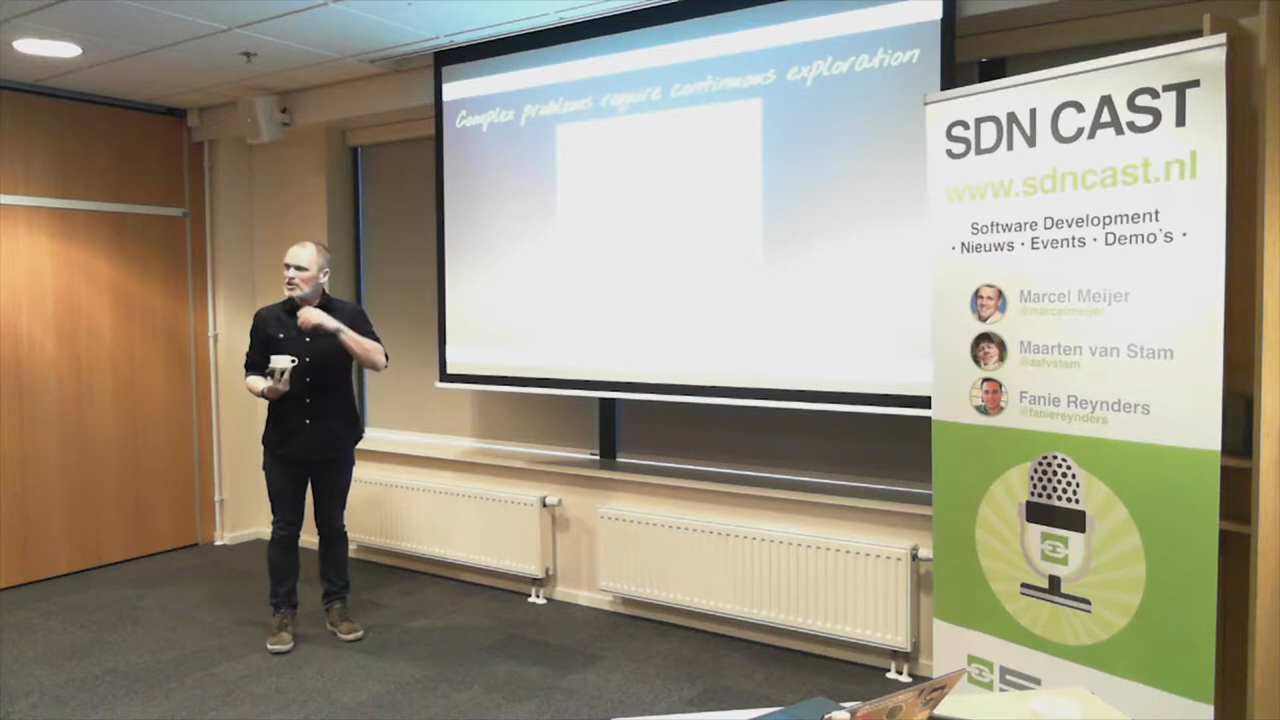 Complex problems require continuous exploration
SDN CAST
www.sdncast.nl
Software Development
· Nieuws · Events · Demo's ·
Marcel Meijer
@marcelmeijer
Maarten van Stam
Fanie Reynders
@faniereynders